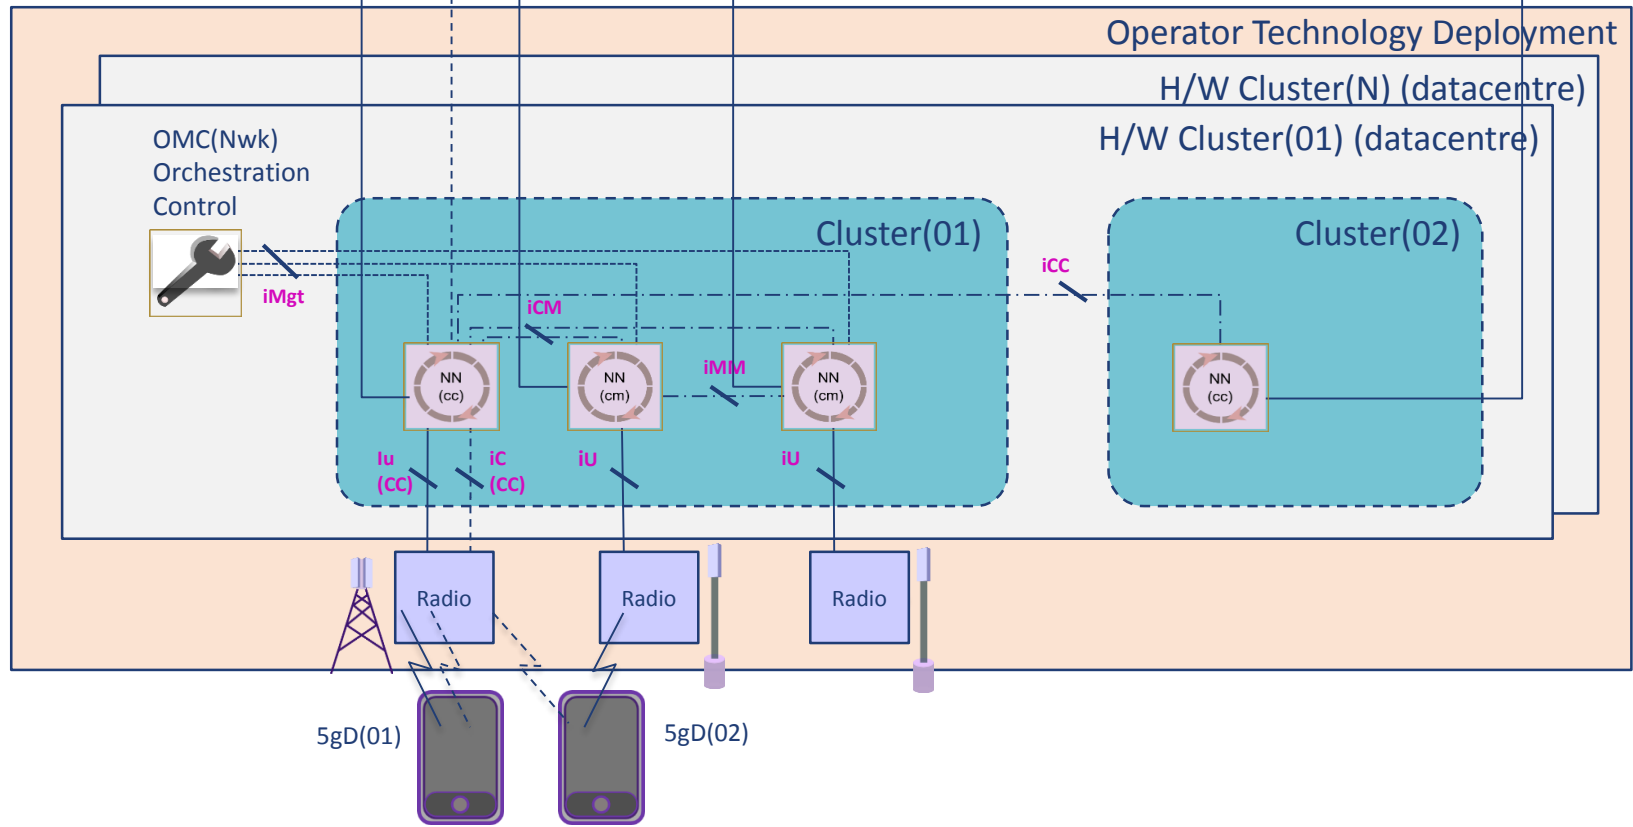 Operator Technology Deployment
H/W Cluster(N) (datacentre)
H/W Cluster(01) (datacentre)
OMC(Nwk)
Orchestration
Control
Cluster(01)
Cluster(02)
iMgt
iCM
iCC
iMM
NN
(cc)
NN
(cm)
NN
(cm)
NN
(cc)
Iu
(CC)
iC
(CC)
iU
iU
Radio
Radio
Radio
5gD(01)
5gD(02)